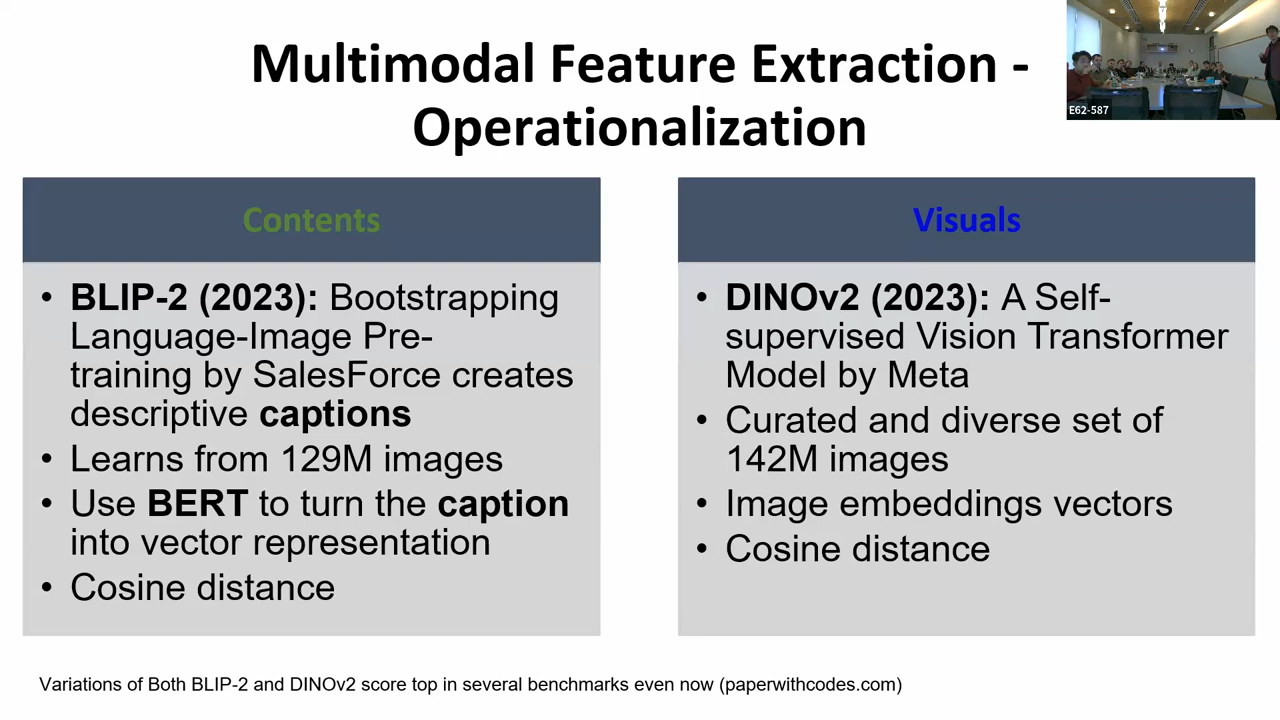 Multimodal Feature Extraction -
Operationalization
E62-587
Contents
• BLIP-2 (2023): Bootstrapping
Language-Image Pre-
training by SalesForce creates
descriptive captions
• Learns from 129M images
• Use BERT to turn the caption
into vector representation
• Cosine distance
Visuals
• DINOv2 (2023): A Self-
supervised Vision Transformer
Model by Meta
• Curated and diverse set of
142M images
• Image embeddings vectors
• Cosine distance
Variations of Both BLIP-2 and DINOv2 score top in several benchmarks even now (paperwithcodes.com)